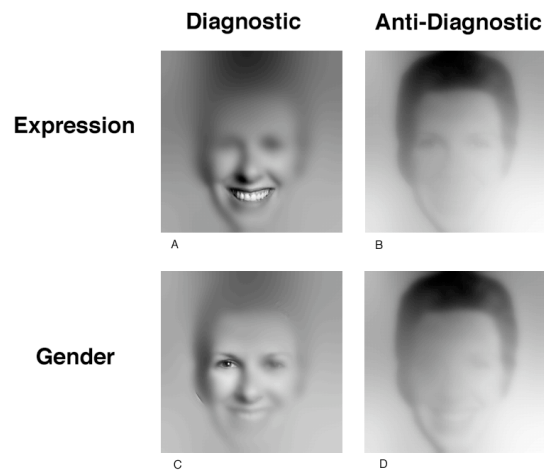 Diagnostic Anti-Diagnostic
Expression
A B
Gender
C D